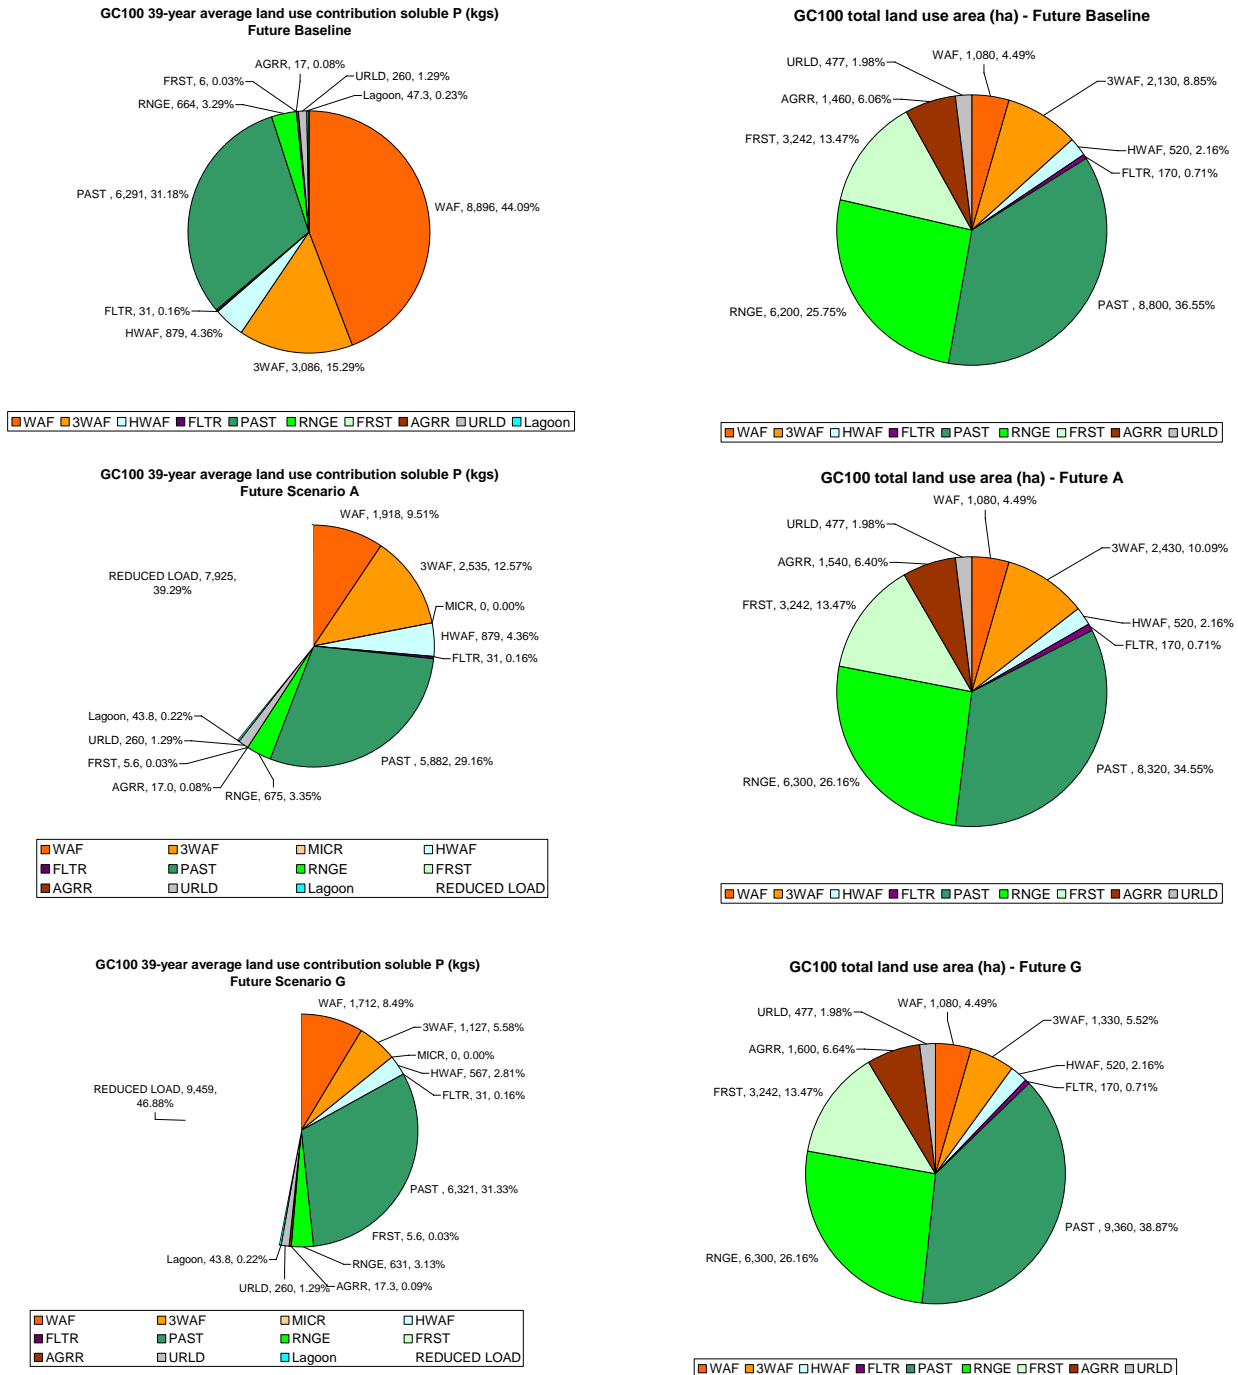 GC100 39-year average land use contribution soluble P (kgs)
Future Baseline
AGRR, 17, 0.08%
FRST, 6, 0.03%
URLD, 260, 1.29%
RNGE, 664, 3.29%
Lagoon, 47.3, 0.23%
PAST , 6,291, 31.18%
WAF, 8,896, 44.09%
FLTR, 31, 0.16%
HWAF, 879, 4.36%
3WAF, 3,086, 15.29%
WAF 3WAF HWAF FLTR PAST RNGE FRST AGRR URLD Lagoon
GC100 total land use area (ha) - Future Baseline
WAF, 1,080, 4.49%
URLD, 477, 1.98%
3WAF, 2,130, 8.85%
AGRR, 1,460, 6.06%
HWAF, 520, 2.16%
FRST, 3,242, 13.47%
FLTR, 170, 0.71%
PAST , 8,800, 36.55%
RNGE, 6,200, 25.75%
WAF 3WAF HWAF FLTR PAST RNGE FRST AGRR URLD
GC100 39-year average land use contribution soluble P (kgs)
Future Scenario A
WAF, 1,918, 9.51%
3WAF, 2,535, 12.57%
REDUCED LOAD, 7,925,
39.29%
MICR, 0, 0.00%
HWAF, 879, 4.36%
FLTR, 31, 0.16%
Lagoon, 43.8, 0.22%
URLD, 260, 1.29%
FRST, 5.6, 0.03%
PAST , 5,882, 29.16%
AGRR, 17.0, 0.08%
RNGE, 675, 3.35%
WAF 3WAF MICR HWAF
FLTR PAST RNGE FRST
AGRR URLD Lagoon REDUCED LOAD
GC100 total land use area (ha) - Future A
WAF, 1,080, 4.49%
URLD, 477, 1.98%
3WAF, 2,430, 10.09%
AGRR, 1,540, 6.40%
FRST, 3,242, 13.47%
HWAF, 520, 2.16%
FLTR, 170, 0.71%
PAST , 8,320, 34.55%
RNGE, 6,300, 26.16%
WAF 3WAF HWAF FLTR PAST RNGE FRST AGRR URLD
GC100 39-year average land use contribution soluble P (kgs)
Future Scenario G
WAF, 1,712, 8.49%
3WAF, 1,127, 5.58%
MICR, 0, 0.00%
HWAF, 567, 2.81%
REDUCED LOAD, 9,459,
46.88%
FLTR, 31, 0.16%
PAST , 6,321, 31.33%
FRST, 5.6, 0.03%
Lagoon, 43.8, 0.22%
RNGE, 631, 3.13%
URLD, 260, 1.29%
AGRR, 17.3, 0.09%
WAF 3WAF MICR HWAF
FLTR PAST RNGE FRST
AGRR URLD Lagoon REDUCED LOAD
GC100 total land use area (ha) - Future G
WAF, 1,080, 4.49%
URLD, 477, 1.98%
3WAF, 1,330, 5.52%
AGRR, 1,600, 6.64%
HWAF, 520, 2.16%
FLTR, 170, 0.71%
FRST, 3,242, 13.47%
PAST , 9,360, 38.87%
RNGE, 6,300, 26.16%
WAF 3WAF HWAF FLTR PAST RNGE FRST AGRR URLD